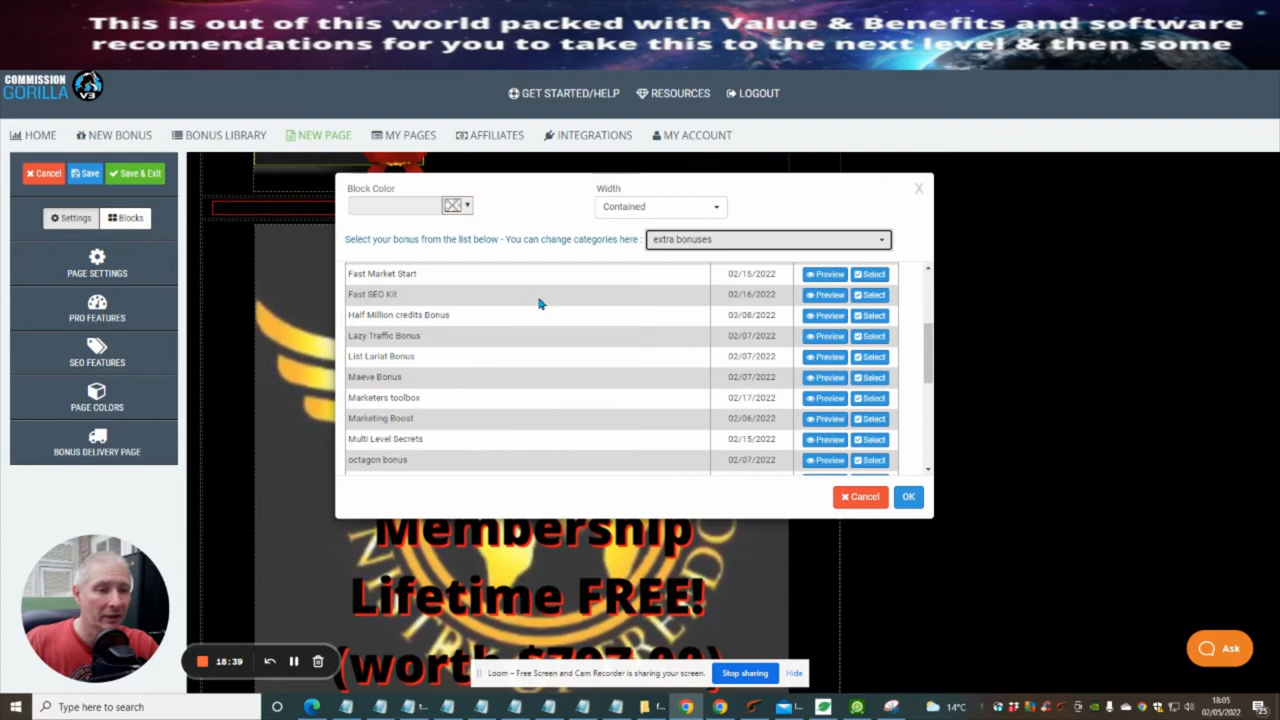 This is out of this world packed with Value & Benefits and software
recomendations for you to take this to the next level & then some
COMMISSION
GORILLA V3
GET STARTED/HELP RESOURCES LOGOUT
HOME NEW BONUS BONUS LIBRARY NEW PAGE MY PAGES AFFILIATES INTEGRATIONS MY ACCOUNT
Cancel Save Save & Exit
Settings Blocks
PAGE SETTINGS
PRO FEATURES
SEO FEATURES
PAGE COLORS
BONUS DELIVERY PAGE
Block Color Width X
Contained
Select your bonus from the list below - You can change categories here : extra bonuses
Fast Market Start 02/15/2022 Preview Select
Fast SEO Kit 02/16/2022 Preview Select
Half Million credits Bonus 03/08/2022 Preview Select
Lazy Traffic Bonus 02/07/2022 Preview Select
List Lariat Bonus 02/07/2022 Preview Select
Maeve Bonus 02/07/2022 Preview Select
Marketers toolbox 02/17/2022 Preview Select
Marketing Boost 02/06/2022 Preview Select
Multi Level Secrets 02/15/2022 Preview Select
octagon bonus 02/07/2022 Preview Select
Cancel OK
Membership
Lifetime FREE!
(worth $797.00)
18:39
Loom – Free Screen and Cam Recorder is sharing your screen. Stop sharing Hide
Ask
Type here to search
14°C
18:05
02/05/2022